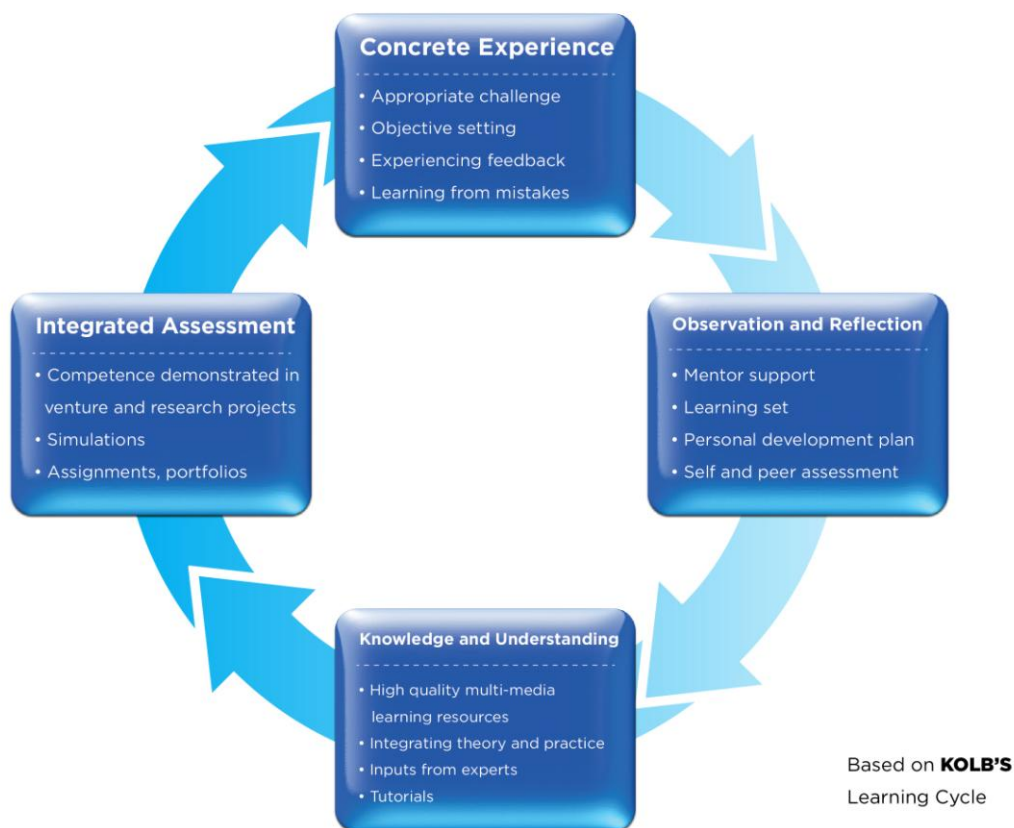 Concrete Experience
• Appropriate challenge
• Objective setting
• Experiencing feedback
• Learning from mistakes
Observation and Reflection
• Mentor support
• Learning set
• Personal development plan
• Self and peer assessment
Knowledge and Understanding
• High quality multi-media
learning resources
• Integrating theory and practice
• Inputs from experts
• Tutorials
Integrated Assessment
• Competence demonstrated in
venture and research projects
• Simulations
• Assignments, portfolios
Based on KOLB'S
Learning Cycle